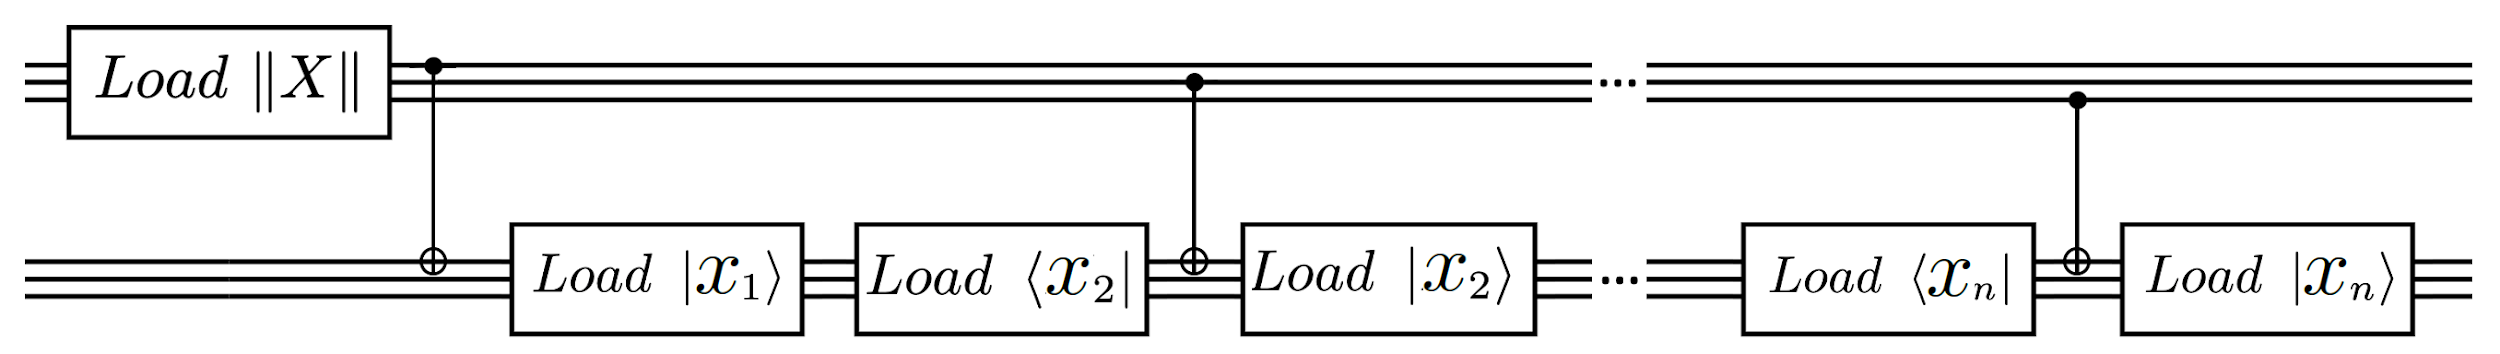 Load ∥X∥
...
Load |x₁⟩ Load ⟨x₂| Load |x₂⟩ ... Load ⟨xₙ| Load |xₙ⟩